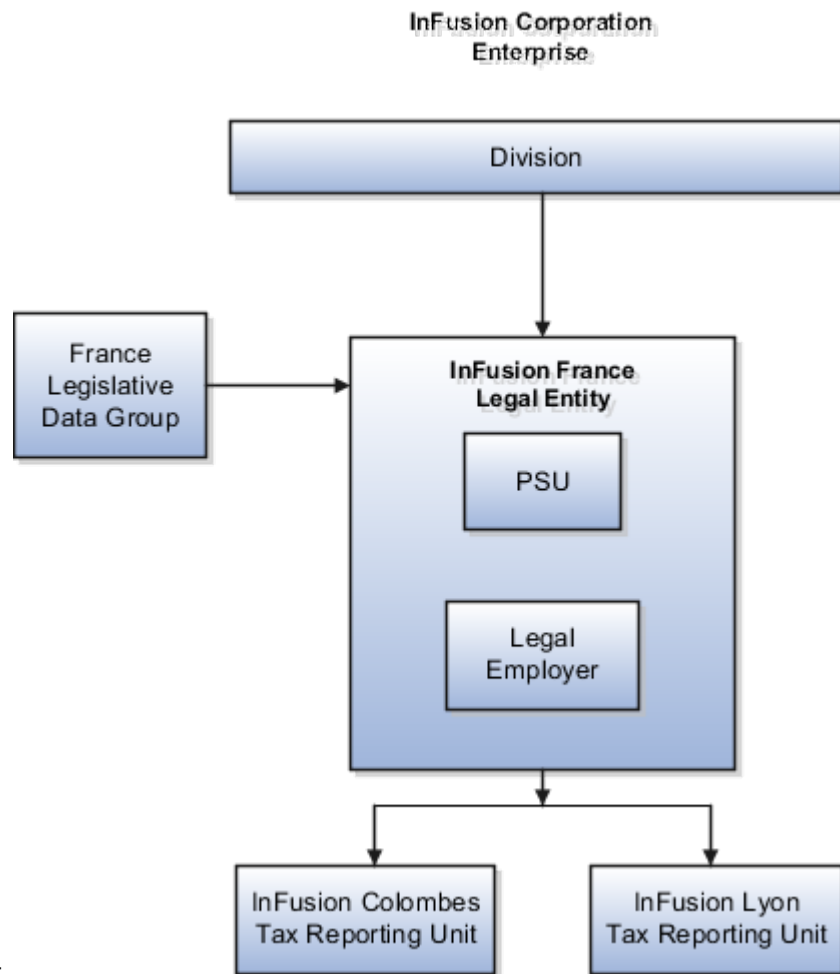 InFusion Corporation
Enterprise
Division
France
Legislative
Data Group
InFusion France
Legal Entity
PSU
Legal
Employer
InFusion Colombes
Tax Reporting Unit
InFusion Lyon
Tax Reporting Unit